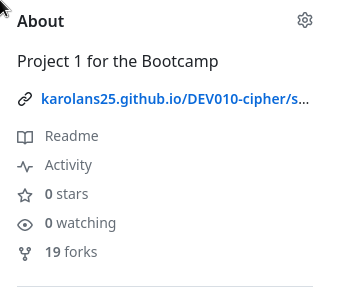 About
Project 1 for the Bootcamp
karolans25.github.io/DEV010-cipher/s...
Readme
Activity
0 stars
0 watching
19 forks